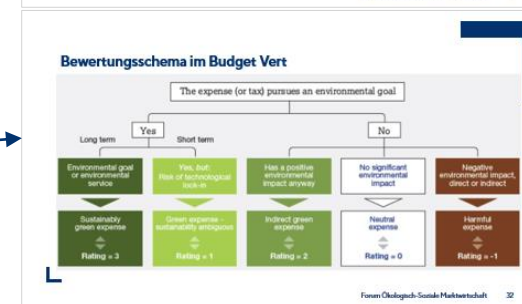 Bewertungsschema im Budget Vert
The expense (or tax) pursues an environmental goal
Yes
No
Long term
Short term
Environmental goal
or environmental
service
Yes, but:
Risk of technological
lock-in
Has a positive
environmental
impact anyway
No significant
environmental
impact
Negative
environmental impact,
direct or indirect
Sustainably
green expense
Rating = 3
Green expense -
sustainability ambiguous
Rating = 1
Indirect green
expense
Rating = 2
Neutral
expense
Rating = 0
Harmful
expense
Rating = -1
Forum Ökologisch-Soziale Marktwirtschaft 32